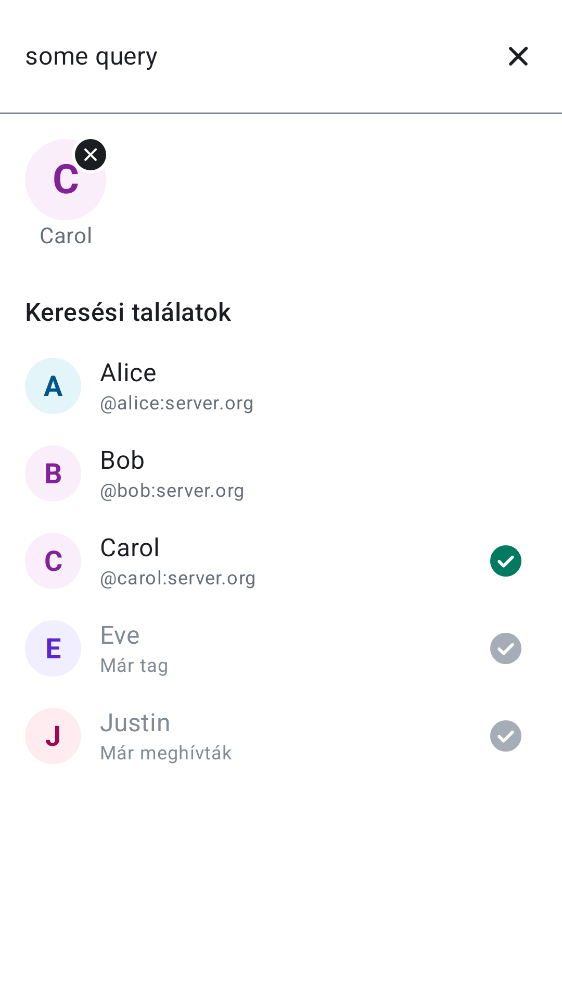 some query
C
Carol
Keresési találatok
A
Alice
@alice:server.org
B
Bob
@bob:server.org
C
Carol
@carol:server.org
E
Eve
Már tag
J
Justin
Már meghívták